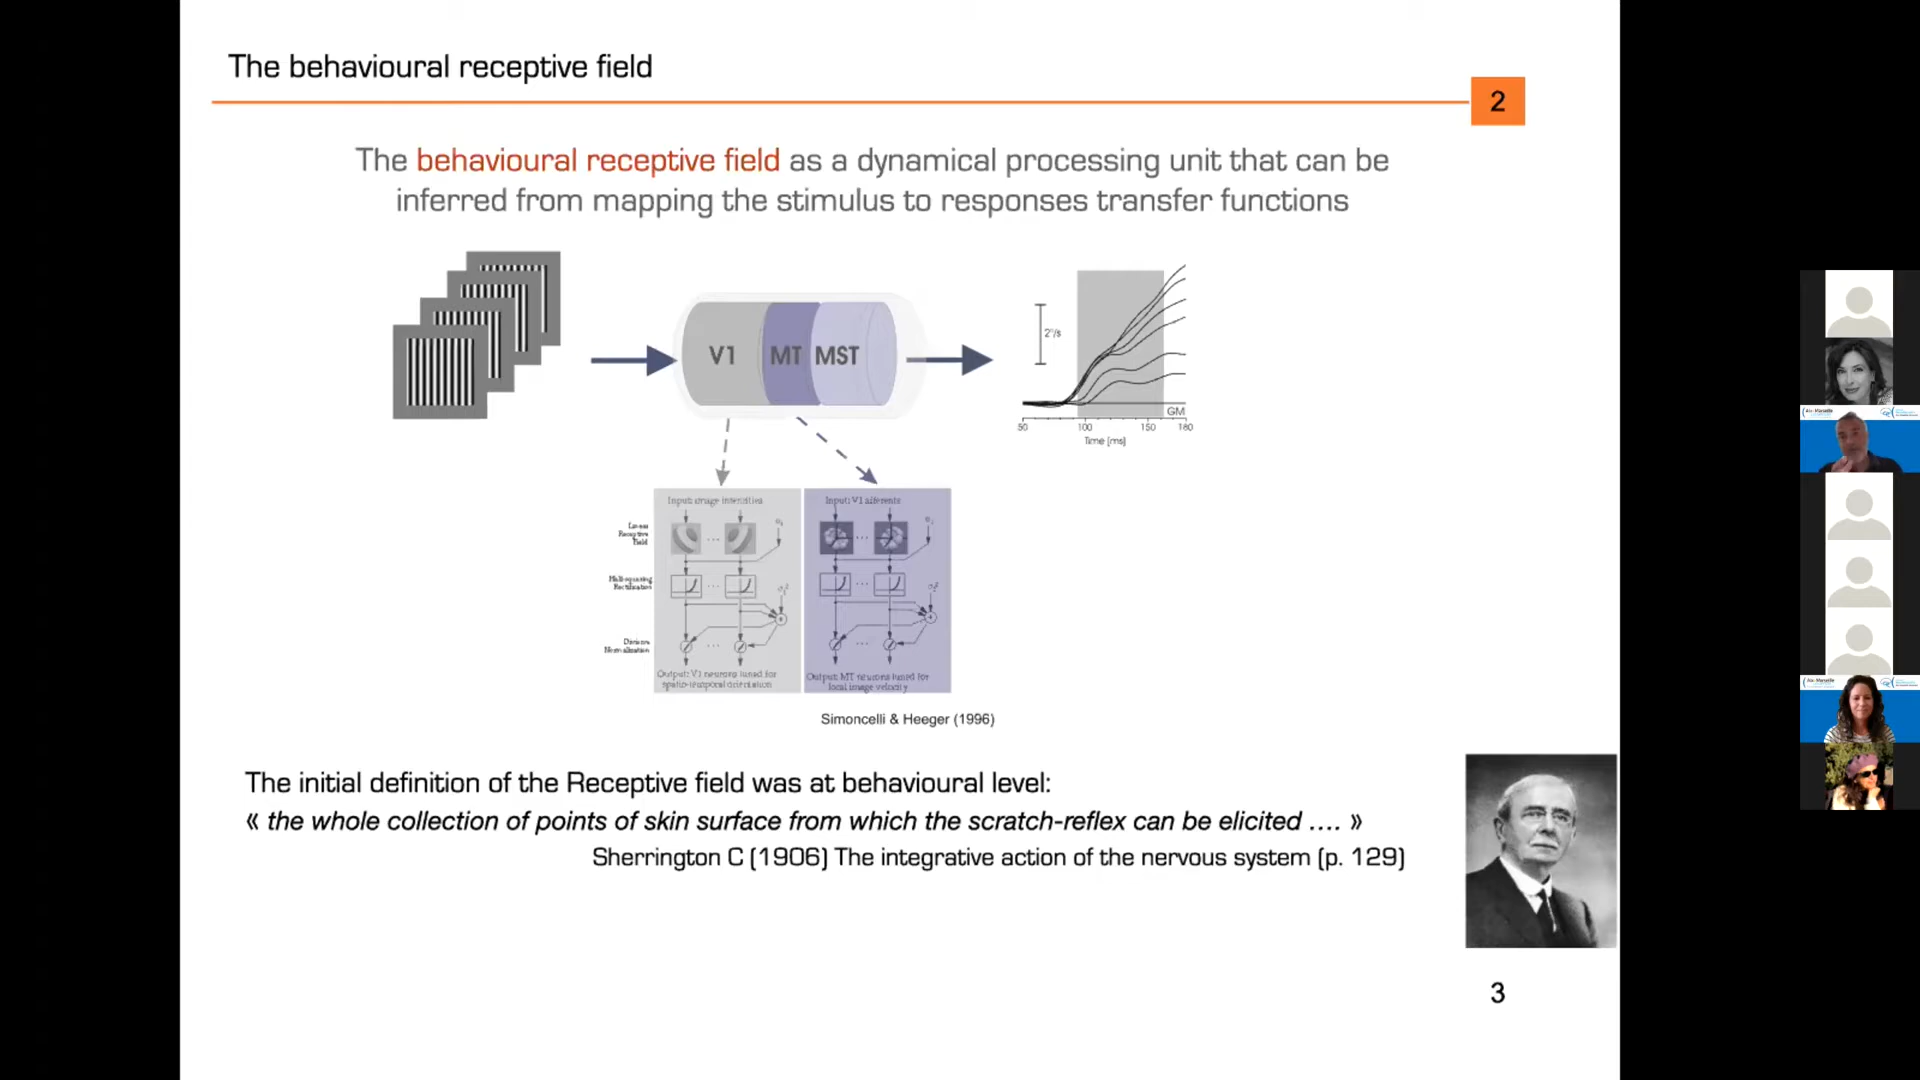 The behavioural receptive field
2
The behavioural receptive field as a dynamical processing unit that can be
inferred from mapping the stimulus to responses transfer functions
V1 MT MST
2°/s
GM
50 100 150 180
Time [ms]
Input: image intensities
Input: V1 afferents
Linear
Receptive
Field
Half-squaring
Rectification
Divisive
Normalization
Output: V1 neurons tuned for
spatio-temporal orientation
Output: MT neurons tuned for
local image velocity
Simoncelli & Heeger (1996)
The initial definition of the Receptive field was at behavioural level:
« the whole collection of points of skin surface from which the scratch-reflex can be elicited .... »
Sherrington C (1906) The integrative action of the nervous system (p. 129)
3